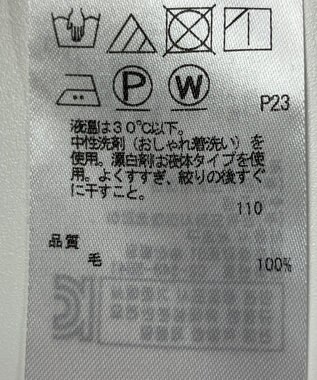 P W
P23
液温は30℃以下。
中性洗剤（おしゃれ着洗い）を
使用。漂白剤は液体タイプを使
用。よくすすぎ、絞りの後すぐ
に干すこと。
110
品質
毛 100%